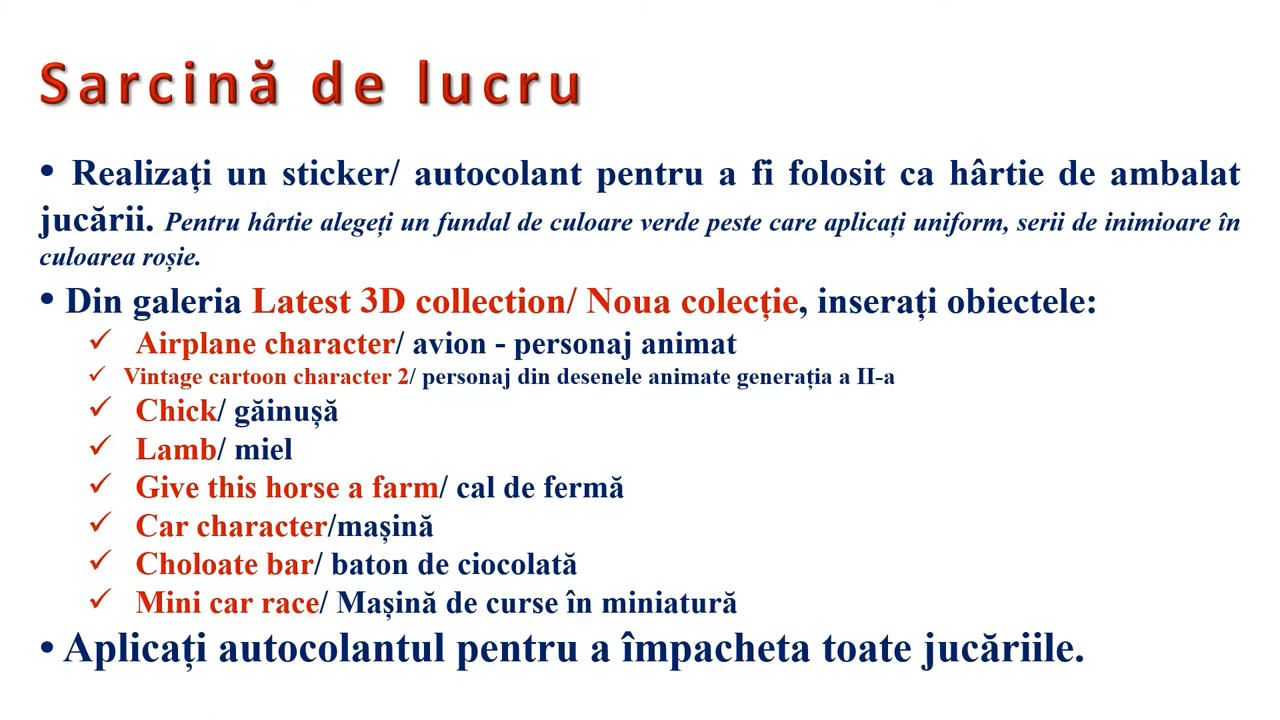 Sarcină de lucru
• Realizați un sticker/ autocolant pentru a fi folosit ca hârtie de ambalat
jucării. Pentru hârtie alegeți un fundal de culoare verde peste care aplicați uniform, serii de inimioare în
culoarea roșie.
• Din galeria Latest 3D collection/ Noua colecție, inserați obiectele:
✓ Airplane character/ avion - personaj animat
✓ Vintage cartoon character 2/ personaj din desenele animate generația a II-a
✓ Chick/ găinușă
✓ Lamb/ miel
✓ Give this horse a farm/ cal de fermă
✓ Car character/mașină
✓ Choloate bar/ baton de ciocolată
✓ Mini car race/ Mașină de curse în miniatură
• Aplicați autocolantul pentru a împacheta toate jucăriile.